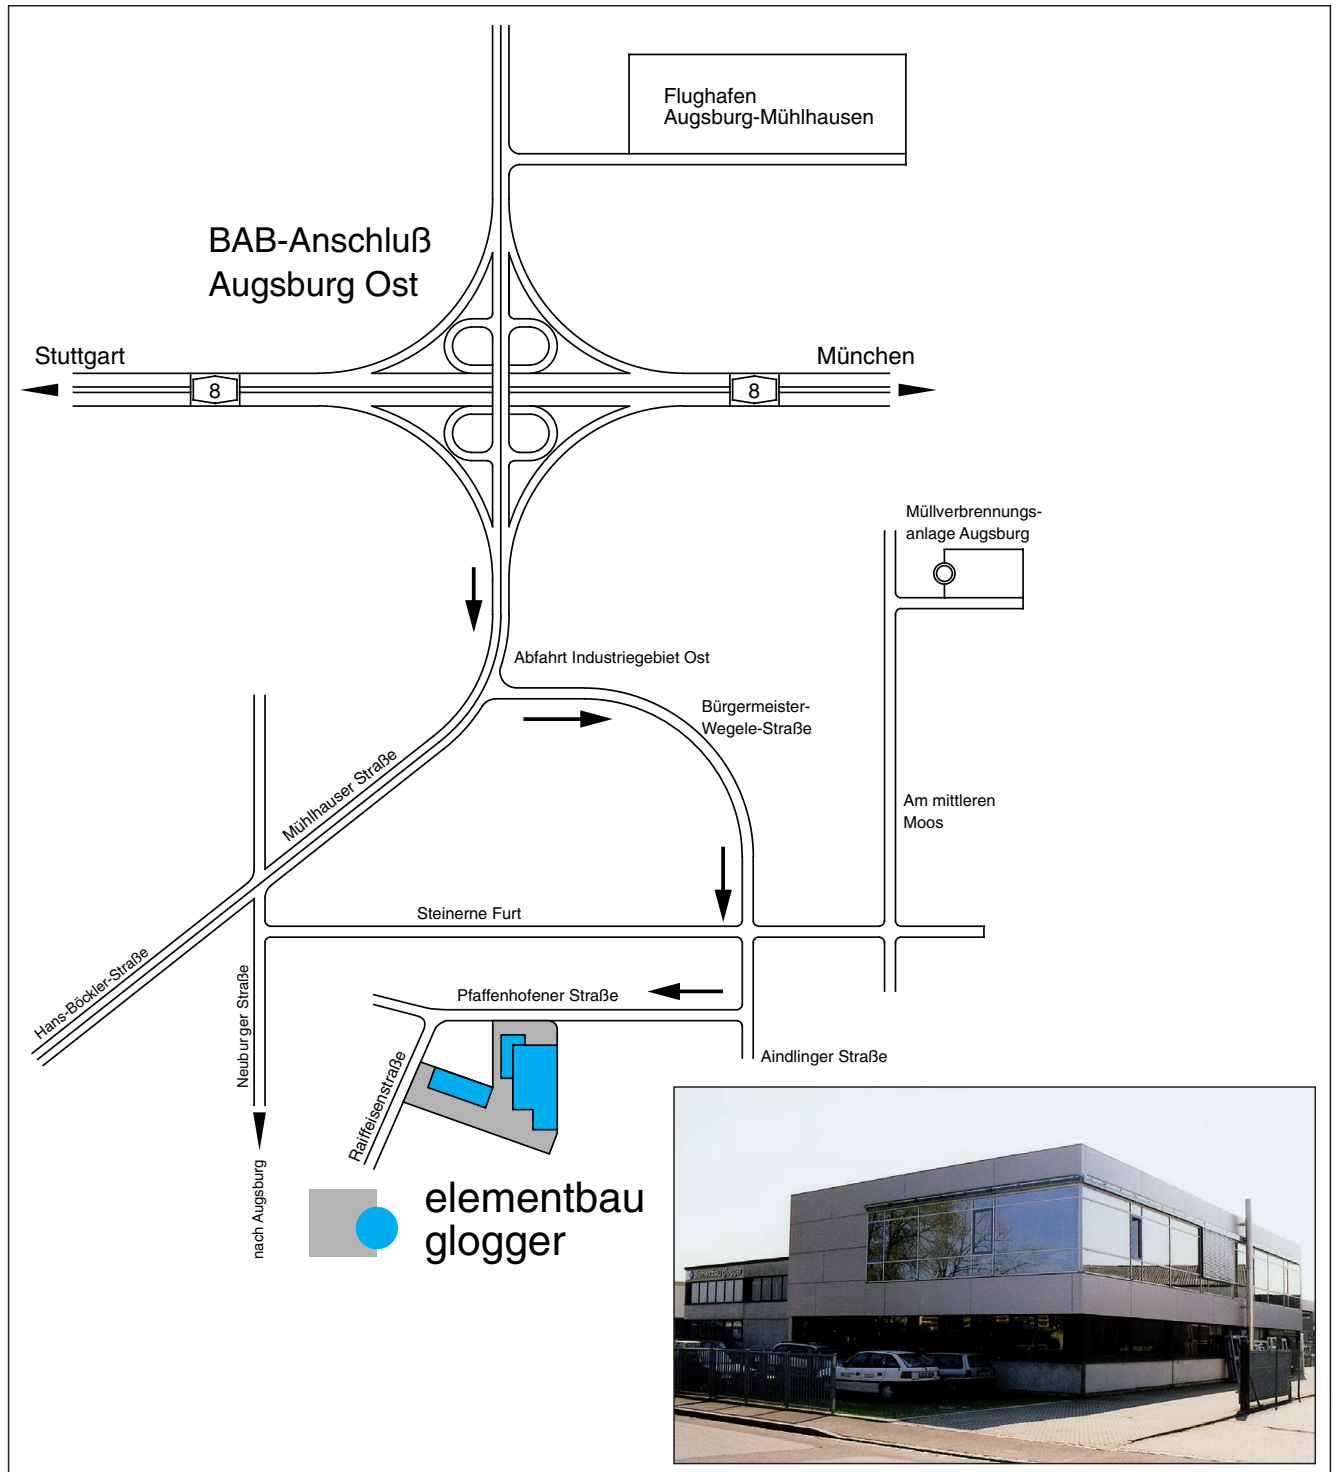 Flughafen
Augsburg-Mühlhausen
BAB-Anschluß
Augsburg Ost
Stuttgart
München
8
8
Müllverbrennungs-
anlage Augsburg
Abfahrt Industriegebiet Ost
Bürgermeister-
Wegele-Straße
Mühlhauser Straße
Am mittleren
Moos
Steinerne Furt
Hans-Böckler-Straße
Neuburger Straße
Pfaffenhofener Straße
Aindlinger Straße
Raiffeisenstraße
nach Augsburg
elementbau
glogger
elementbau glogger